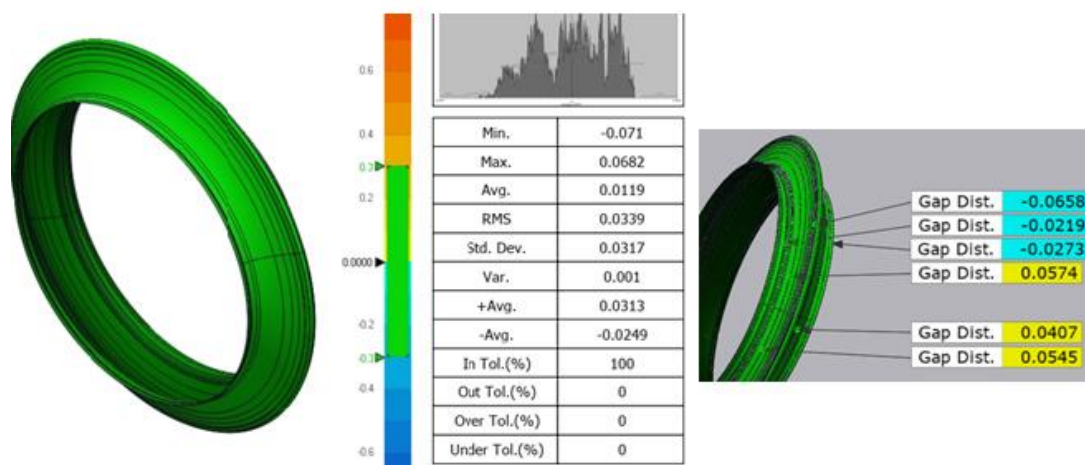 0.6
0.4
0.3
0.2
0.0000
-0.2
-0.3
-0.4
-0.6
Min. -0.071
Max. 0.0682
Avg. 0.0119
RMS 0.0339
Std. Dev. 0.0317
Var. 0.001
+Avg. 0.0313
-Avg. -0.0249
In Tol.(%) 100
Out Tol.(%) 0
Over Tol.(%) 0
Under Tol.(%) 0
Gap Dist. -0.0658
Gap Dist. -0.0219
Gap Dist. -0.0273
Gap Dist. 0.0574
Gap Dist. 0.0407
Gap Dist. 0.0545